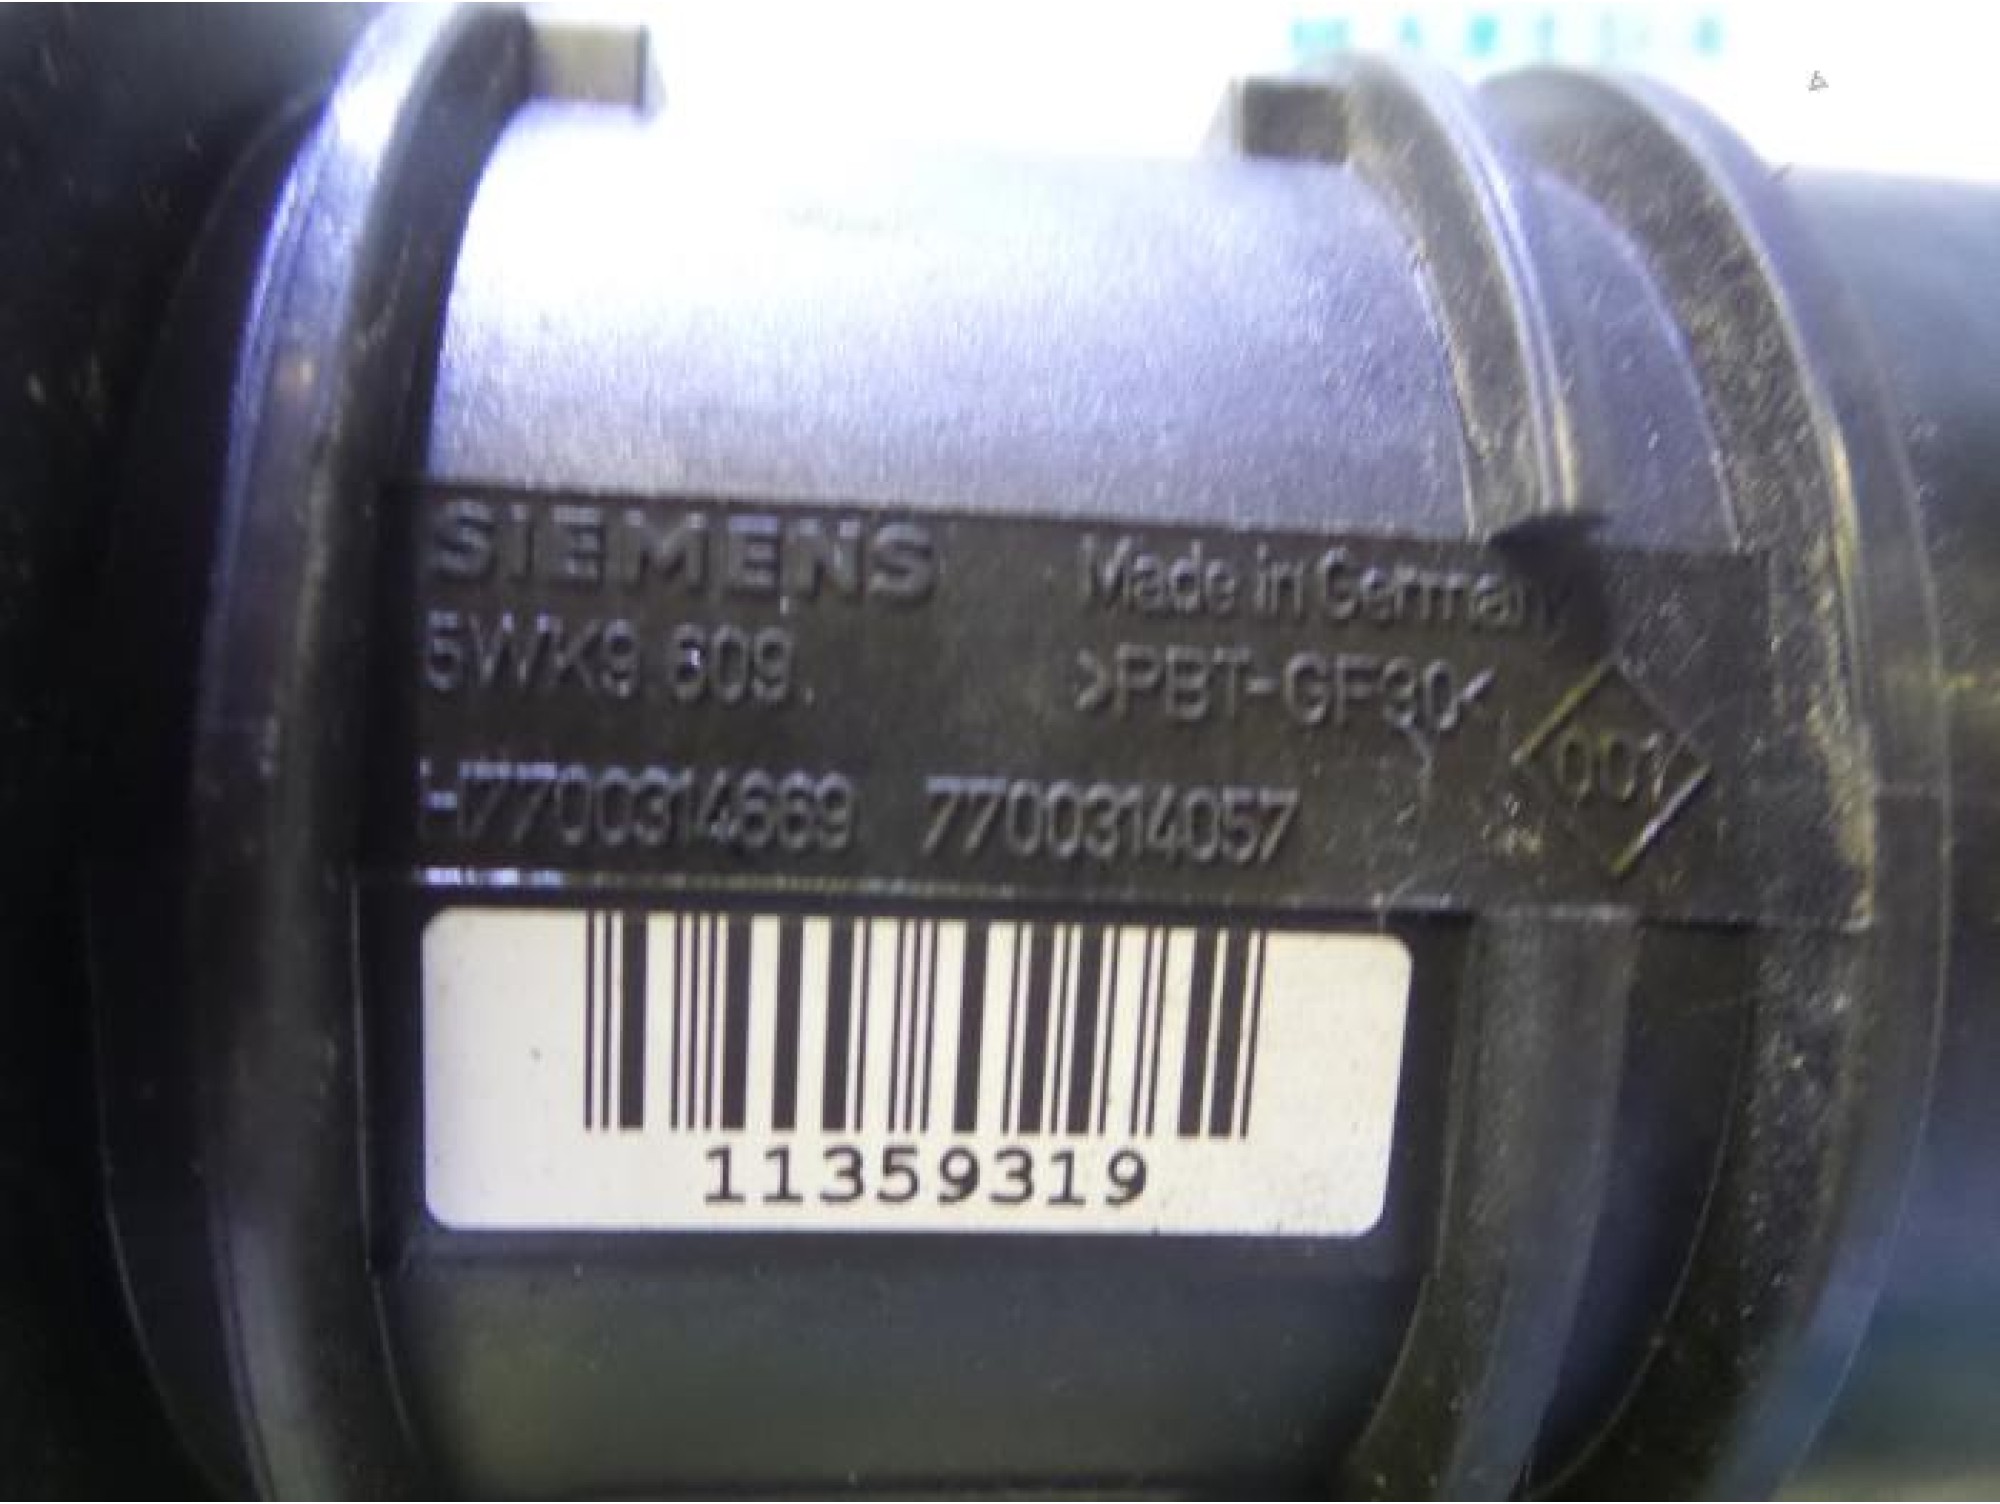 SIEMENS Made in Germany
5WK9 609. >PBT-GF30<
H7700314669 7700314057
001
11359319